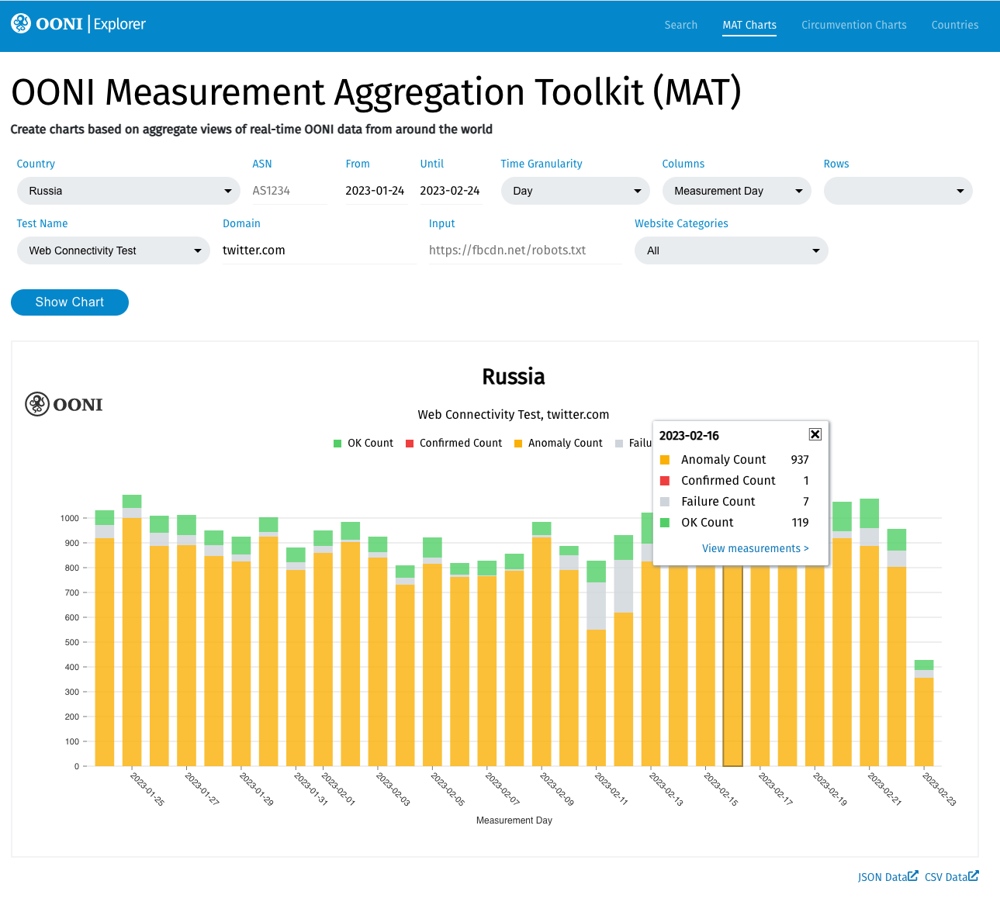 OONI Explorer
Search MAT Charts Circumvention Charts Countries
OONI Measurement Aggregation Toolkit (MAT)
Create charts based on aggregate views of real-time OONI data from around the world
Country ASN From Until Time Granularity Columns Rows
Russia AS1234 2023-01-24 2023-02-24 Day Measurement Day
Test Name Domain Input Website Categories
Web Connectivity Test twitter.com https://fbcdn.net/robots.txt All
Show Chart
Russia
OONI
Web Connectivity Test, twitter.com
OK Count Confirmed Count Anomaly Count Failu
2023-02-16
Anomaly Count 937
Confirmed Count 1
Failure Count 7
OK Count 119
View measurements >
1000
900
800
700
600
500
400
300
200
100
0
2023-01-25 2023-01-27 2023-01-29 2023-01-31 2023-02-01 2023-02-03 2023-02-05 2023-02-07 2023-02-09 2023-02-11 2023-02-13 2023-02-15 2023-02-17 2023-02-19 2023-02-21 2023-02-23
Measurement Day
JSON Data CSV Data